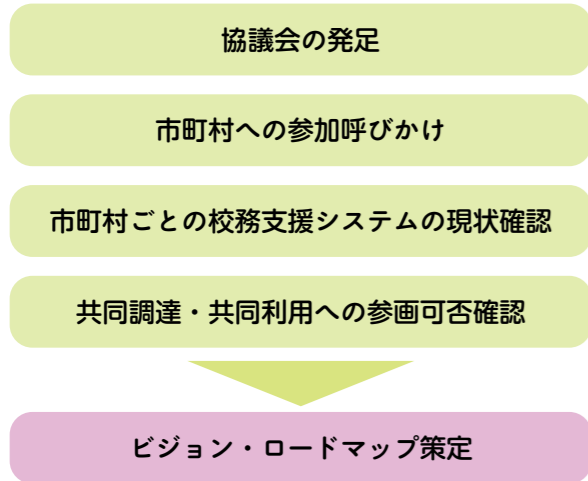 協議会の発足
市町村への参加呼びかけ
市町村ごとの校務支援システムの現状確認
共同調達・共同利用への参画可否確認
ビジョン・ロードマップ策定